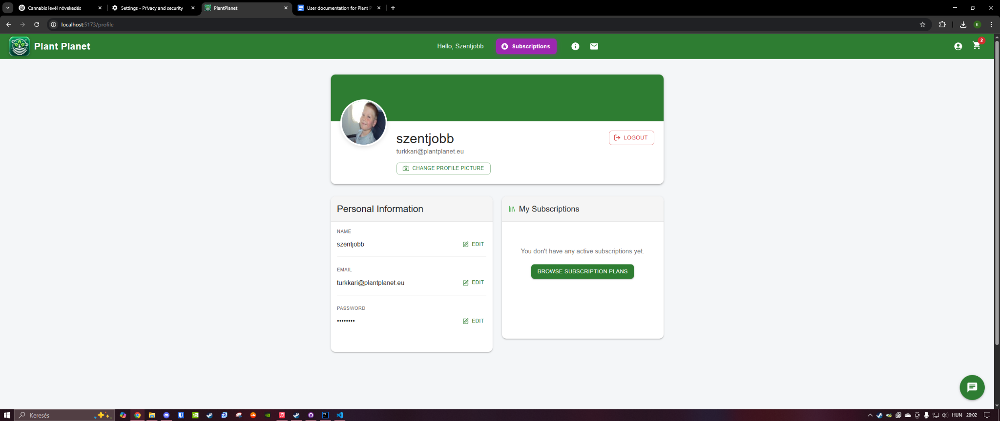 Cannabis levél növekedés
Settings - Privacy and security
PlantPlanet
User documentation for Plant P
localhost:5173/profile
K
Plant Planet
Hello, Szentjobb
Subscriptions
2
szentjobb
LOGOUT
turkkari@plantplanet.eu
CHANGE PROFILE PICTURE
Personal Information
NAME
szentjobb
EDIT
EMAIL
turkkari@plantplanet.eu
EDIT
PASSWORD
••••••••
EDIT
My Subscriptions
You don't have any active subscriptions yet.
BROWSE SUBSCRIPTION PLANS
Keresés
HUN
20:02